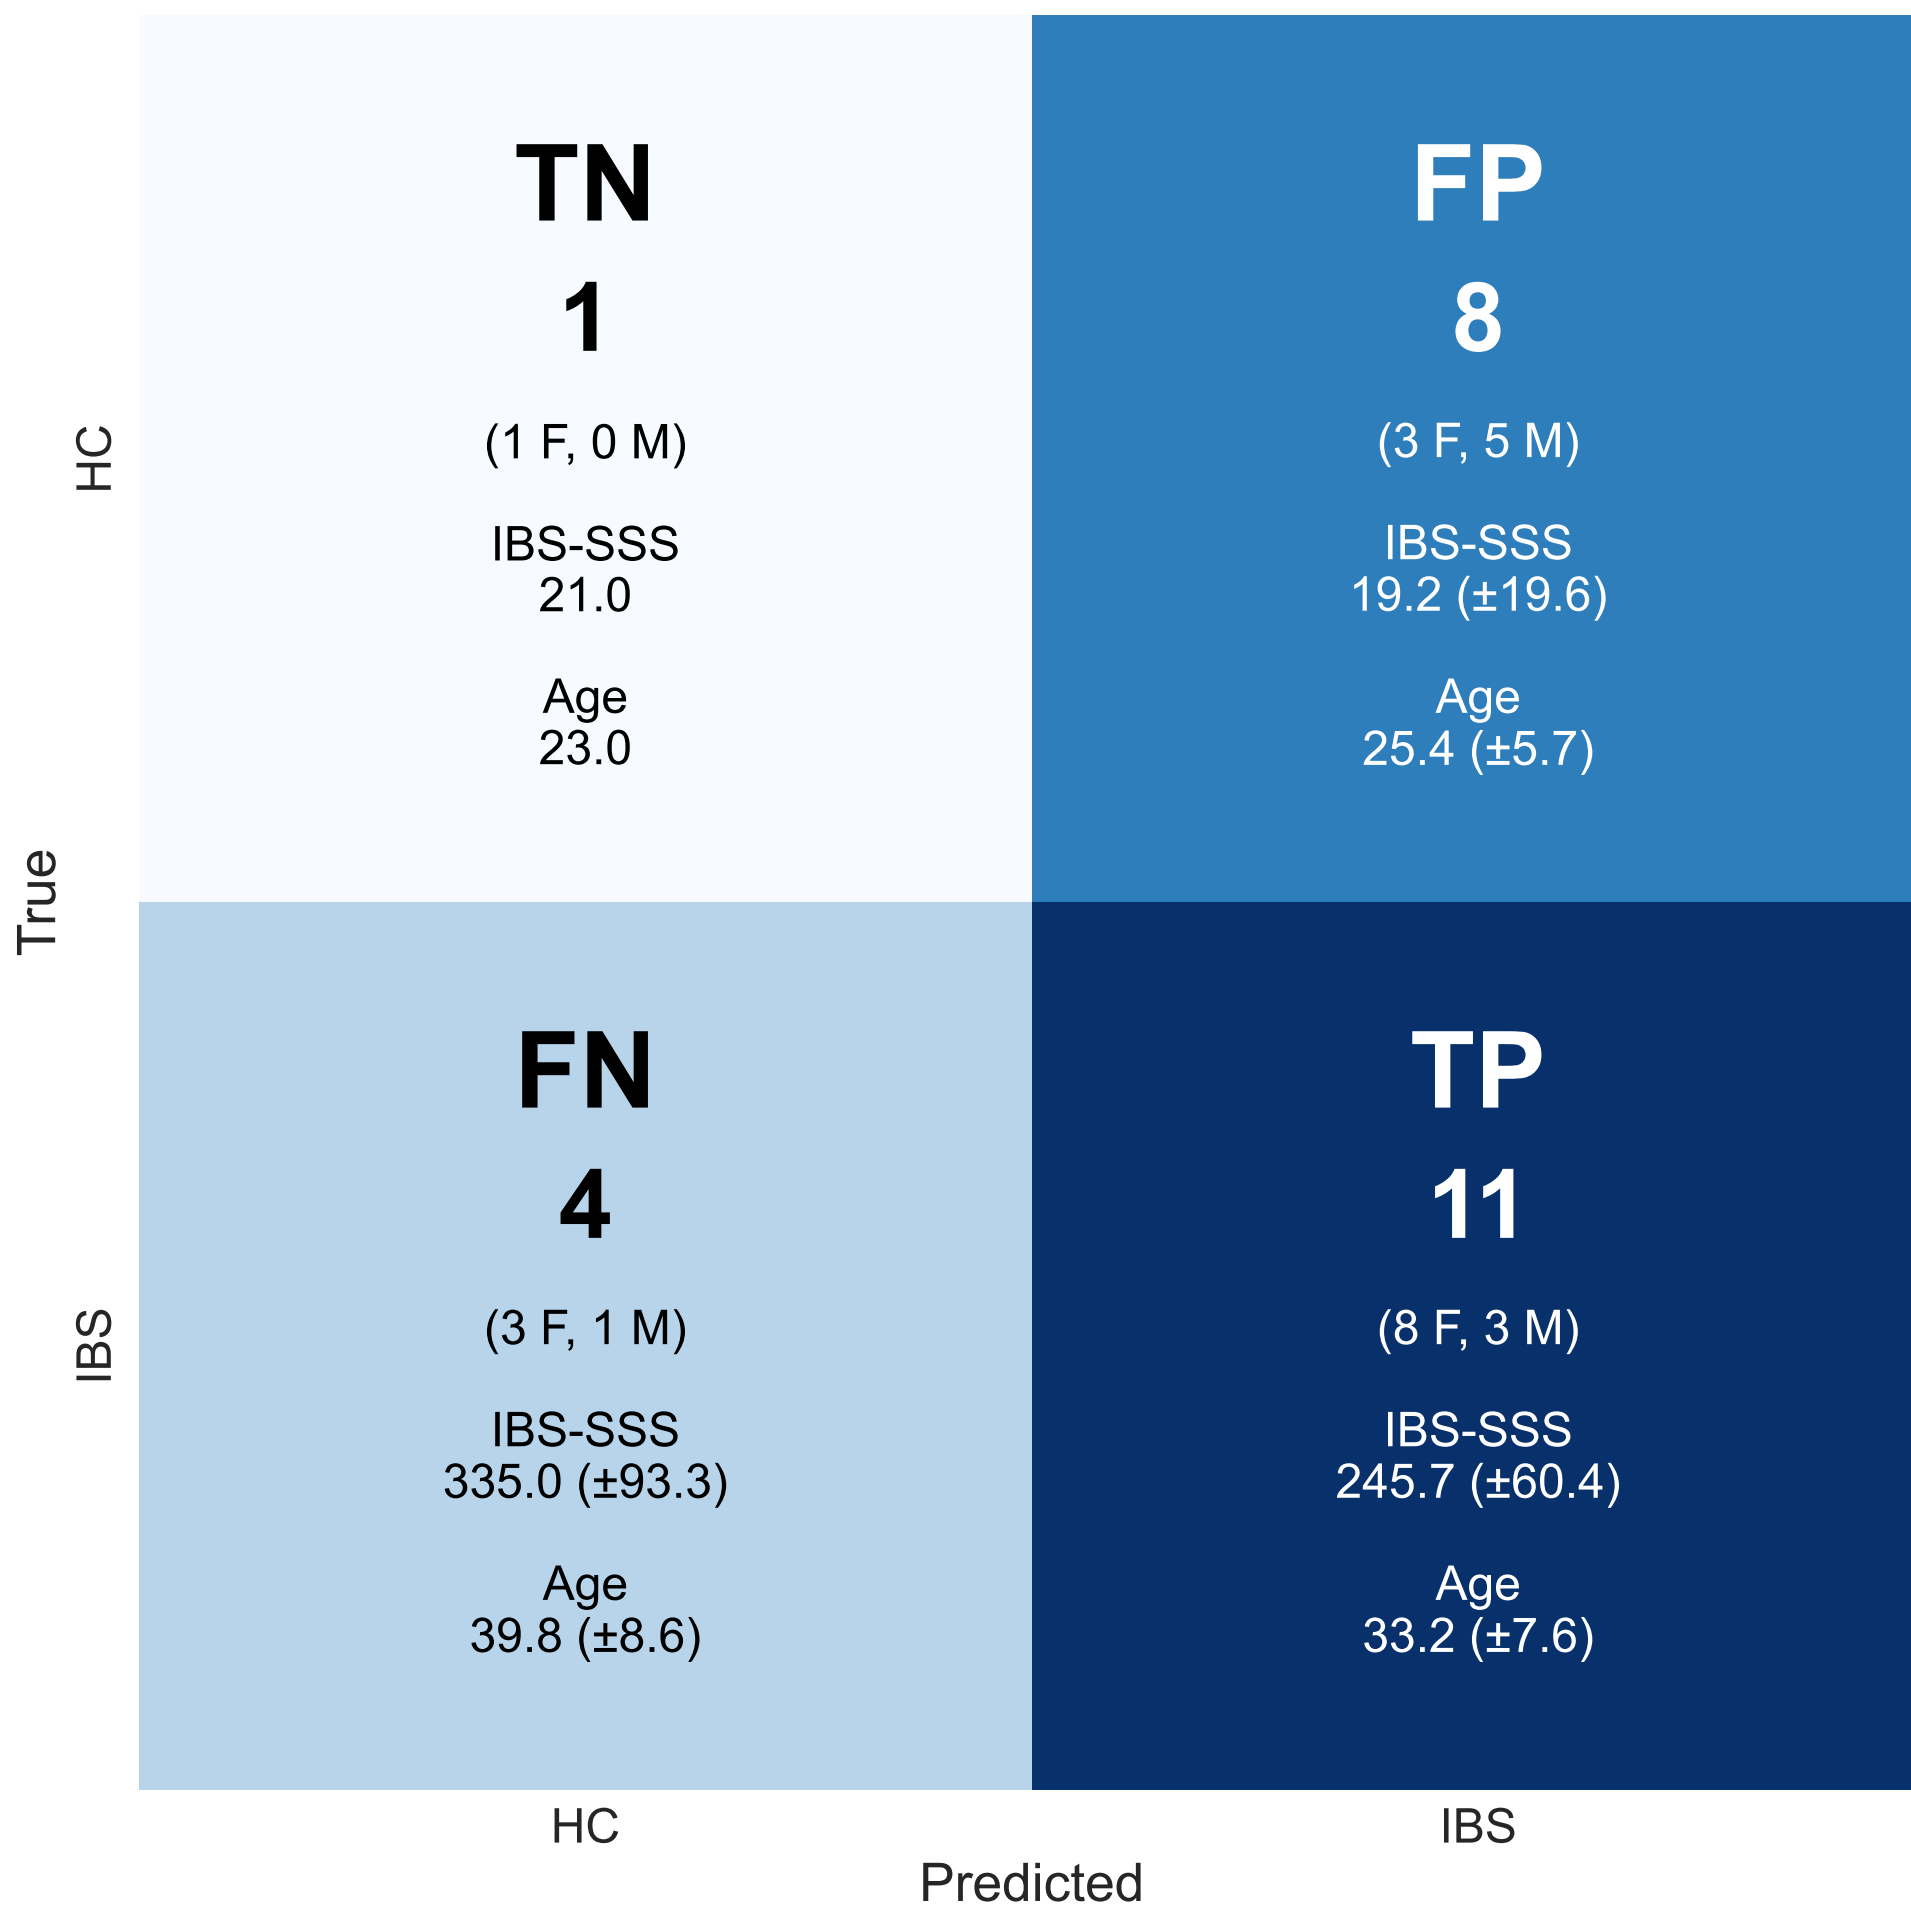 TN
1
(1 F, 0 M)
IBS-SSS
21.0
Age
23.0
FP
8
(3 F, 5 M)
IBS-SSS
19.2 (±19.6)
Age
25.4 (±5.7)
HC
True
FN
4
(3 F, 1 M)
IBS-SSS
335.0 (±93.3)
Age
39.8 (±8.6)
TP
11
(8 F, 3 M)
IBS-SSS
245.7 (±60.4)
Age
33.2 (±7.6)
IBS
HC
IBS
Predicted